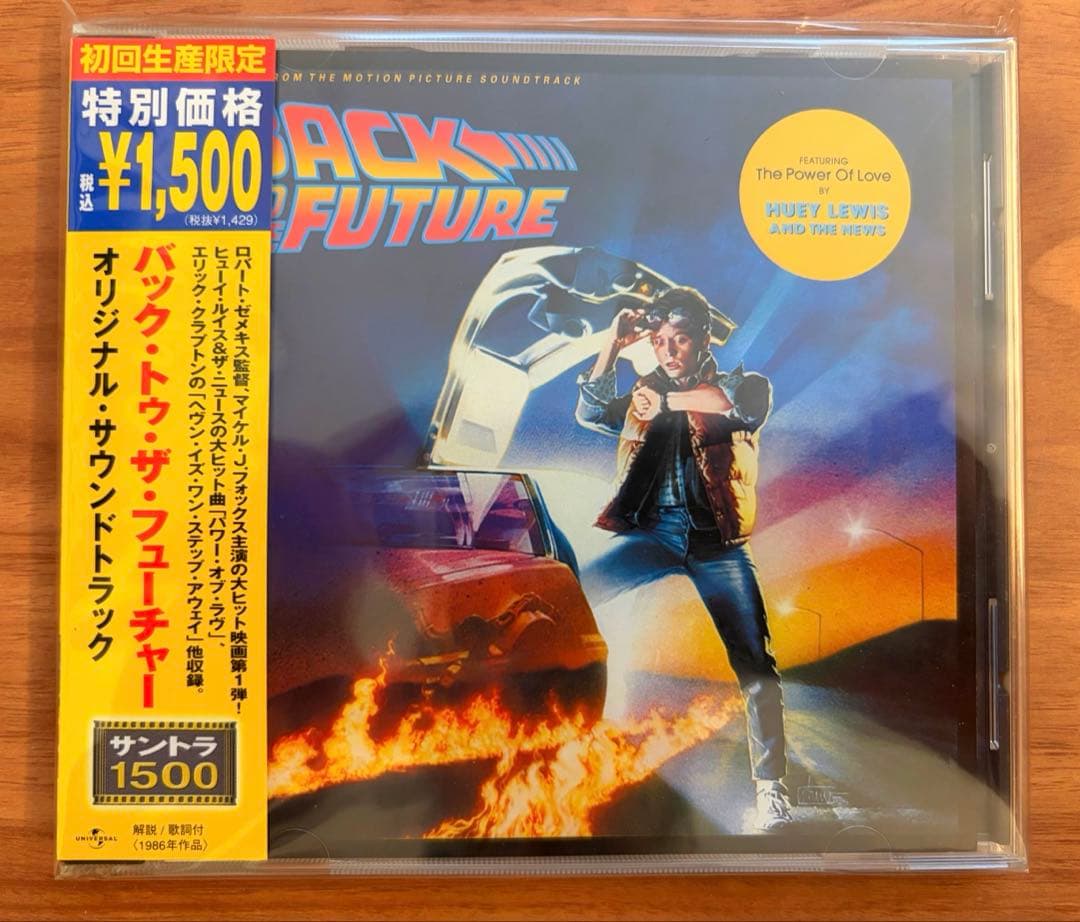 初回生産限定
特別価格
税込 ¥1,500
(税抜¥1,429)
ロバート・ゼメキス監督、マイケル・J.フォックス主演の大ヒット映画第1弾!
ヒューイ・ルイス&ザ・ニュースの大ヒット曲「パワー・オブ・ラヴ」、
エリック・クラプトンの「ヘヴン・イズ・ワン・ステップ・アウェイ」他収録。
バック・トゥ・ザ・フューチャー
オリジナル・サウンドトラック
サントラ
1500
UNIVERSAL
解説/歌詞付
〈1986年作品〉
ROM THE MOTION PICTURE SOUNDTRACK
BACK
FUTURE
FEATURING
The Power Of Love
BY
HUEY LEWIS
AND THE NEWS